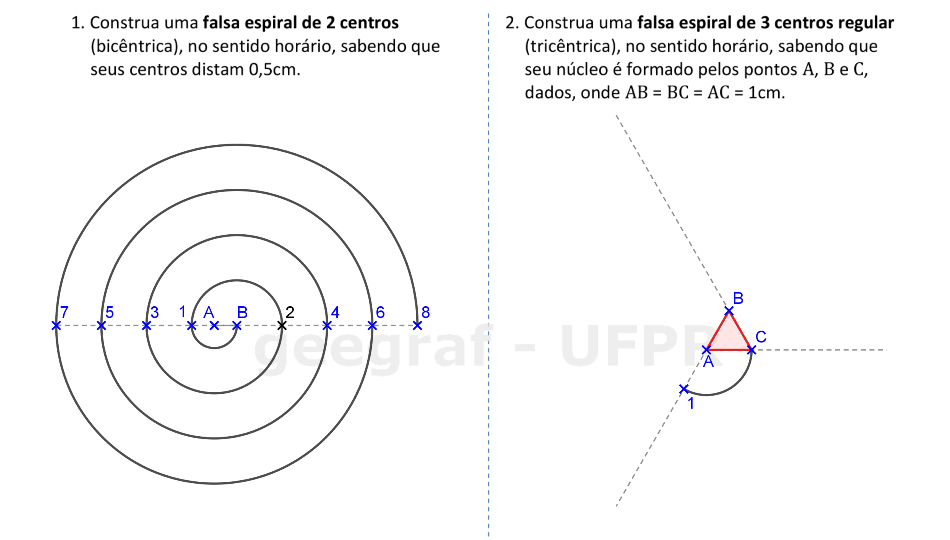 1. Construa uma falsa espiral de 2 centros
(bicêntrica), no sentido horário, sabendo que
seus centros distam 0,5cm.
2. Construa uma falsa espiral de 3 centros regular
(tricêntrica), no sentido horário, sabendo que
seu núcleo é formado pelos pontos A, B e C,
dados, onde AB = BC = AC = 1cm.
7 5 3 1 A B 2 4 6 8
B
C
A
1
geegraf - UFPR